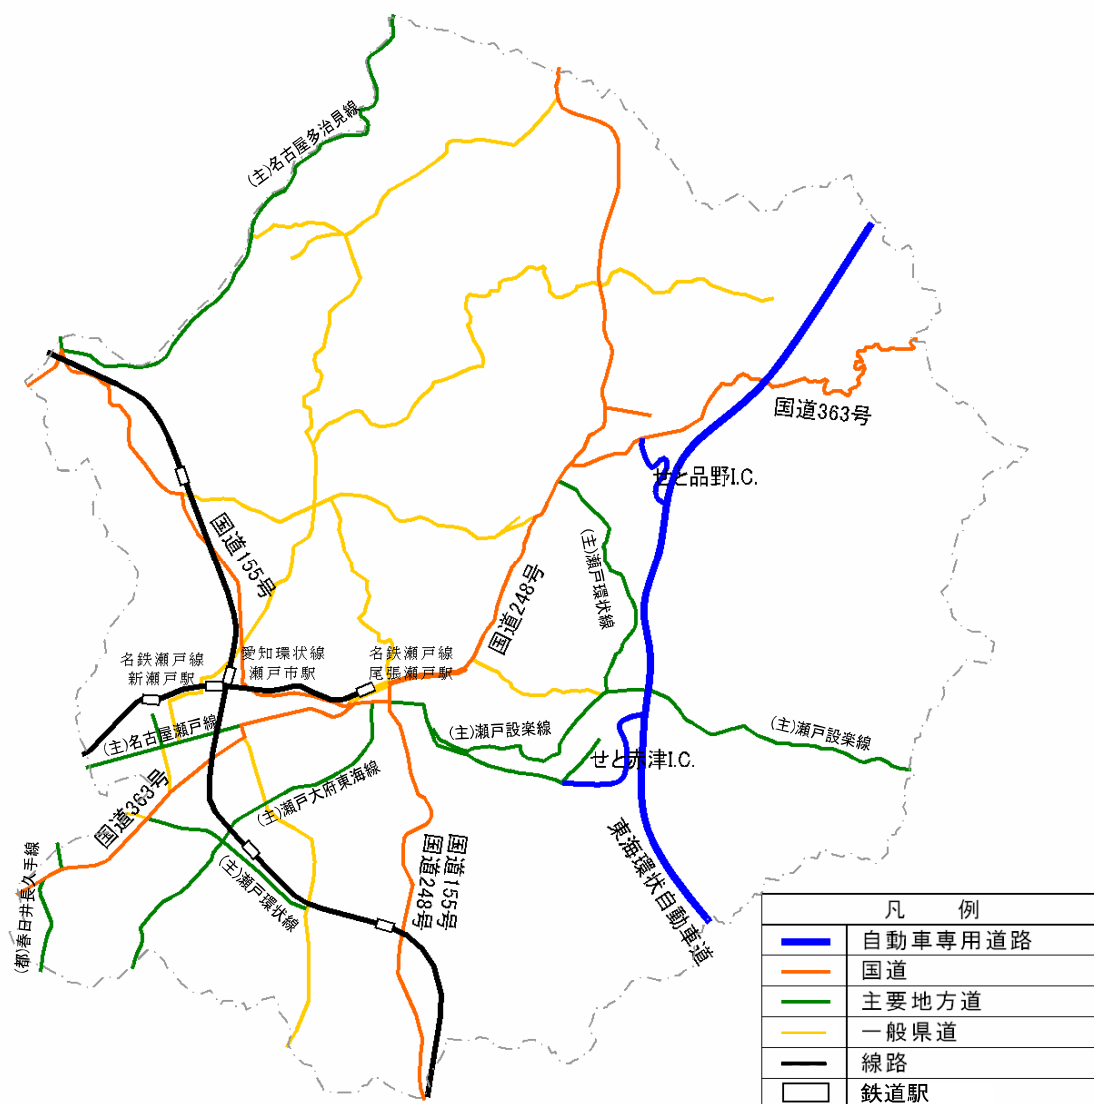 (主)名古屋多治見線
国道363号
せと品野I.C.
国道155号
国道248号
(主)瀬戸環状線
名鉄瀬戸線
新瀬戸駅
愛知環状線
瀬戸市駅
名鉄瀬戸線
尾張瀬戸駅
(主)名古屋瀬戸線
(主)瀬戸設楽線
(主)瀬戸設楽線
せと赤津I.C.
国道363号
(主)瀬戸大府東海線
(主)瀬戸環状線
国道155号
国道248号
東海環状自動車道
(都)春日井長久手線
凡 例
自動車専用道路
国道
主要地方道
一般県道
線路
鉄道駅